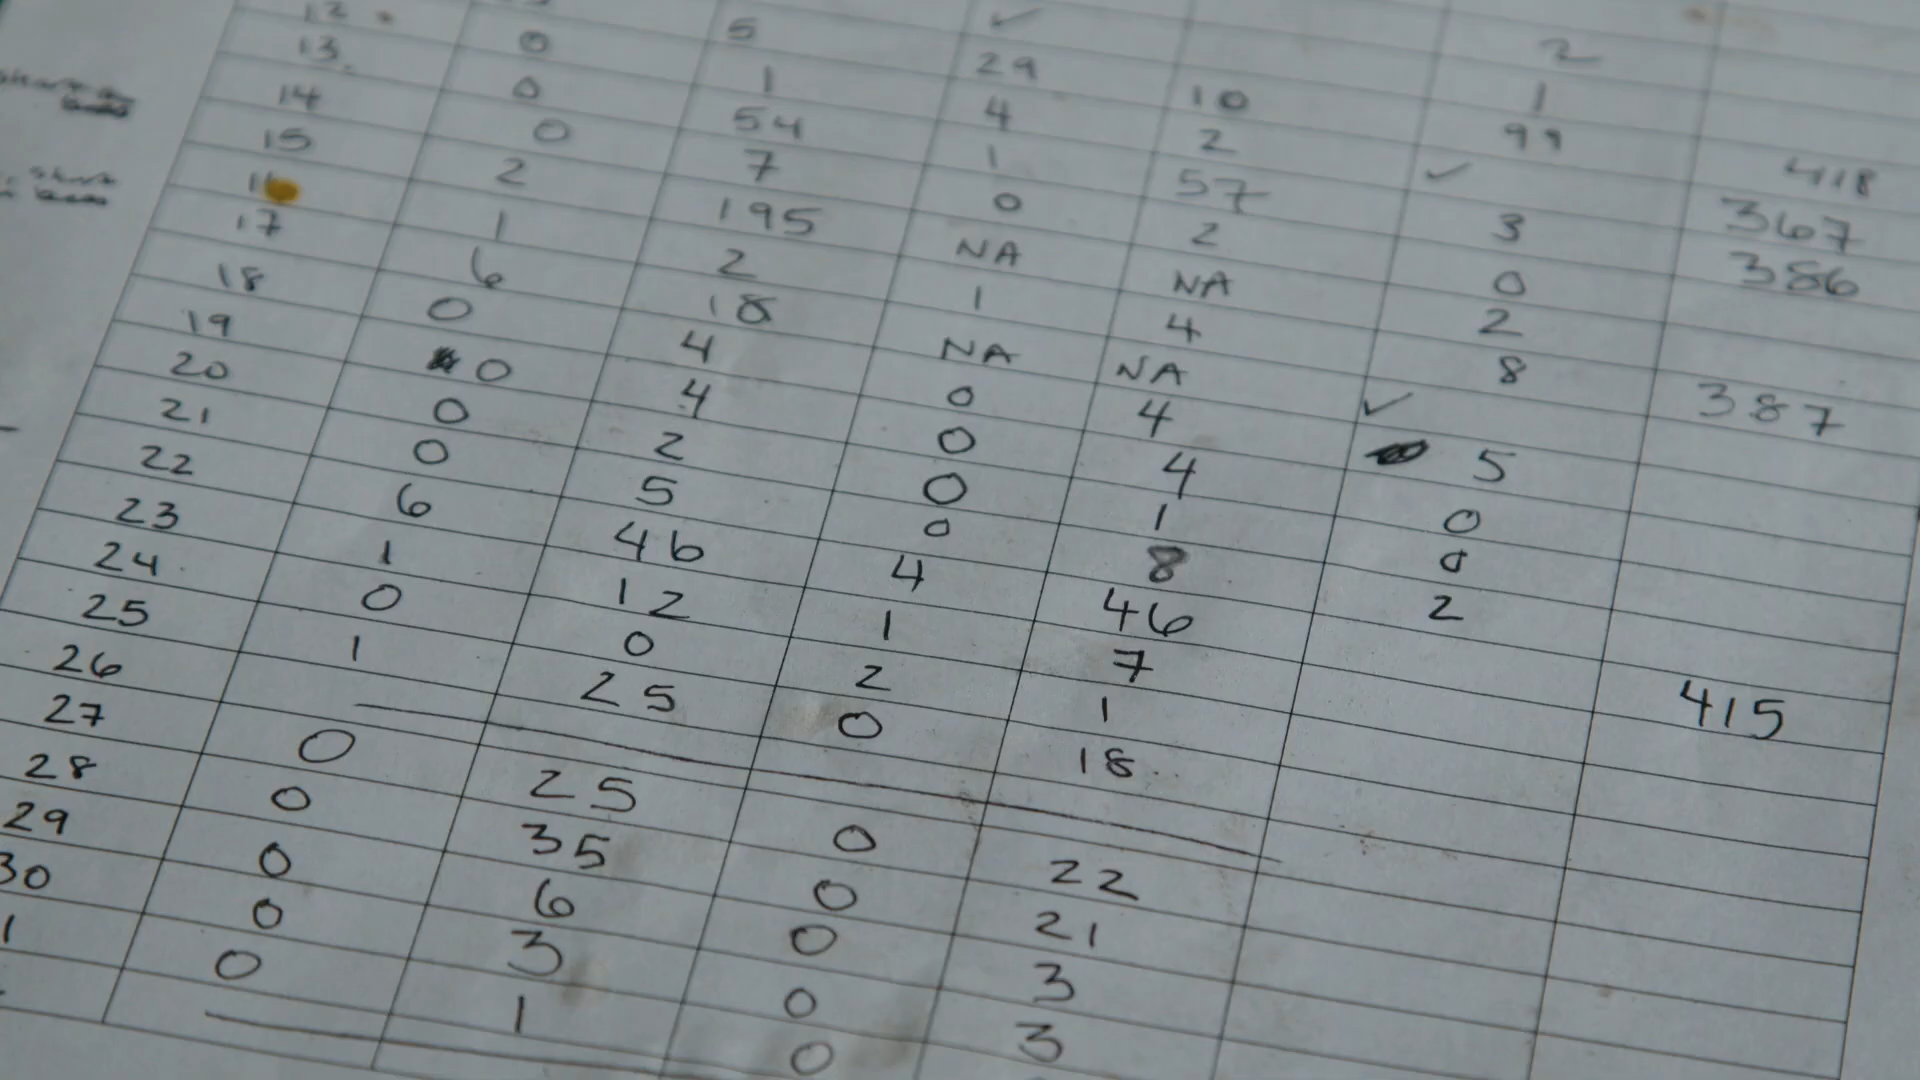 2
✓ 1
5 29 10 99 418
12. 0 1 4 2 ✓ 367
13. 0 54 1 57 3 386
14 0 7 0 2 0
15 2 195 NA NA 2
1 2 1 4 8 387
17 6 18 NA NA ✓
18 0 4 0 4 5
19 0 4 0 4 0
20 0 2 0 1 0
21 0 5 0 8 2
22 6 46 4 46 415
23 1 12 1 7
24 0 0 2 1
25 1 25 0 18
26
27 0 25 0 22
28 0 35 0 21
29 0 6 0 3
30 0 3 0 3
1 0 1 0